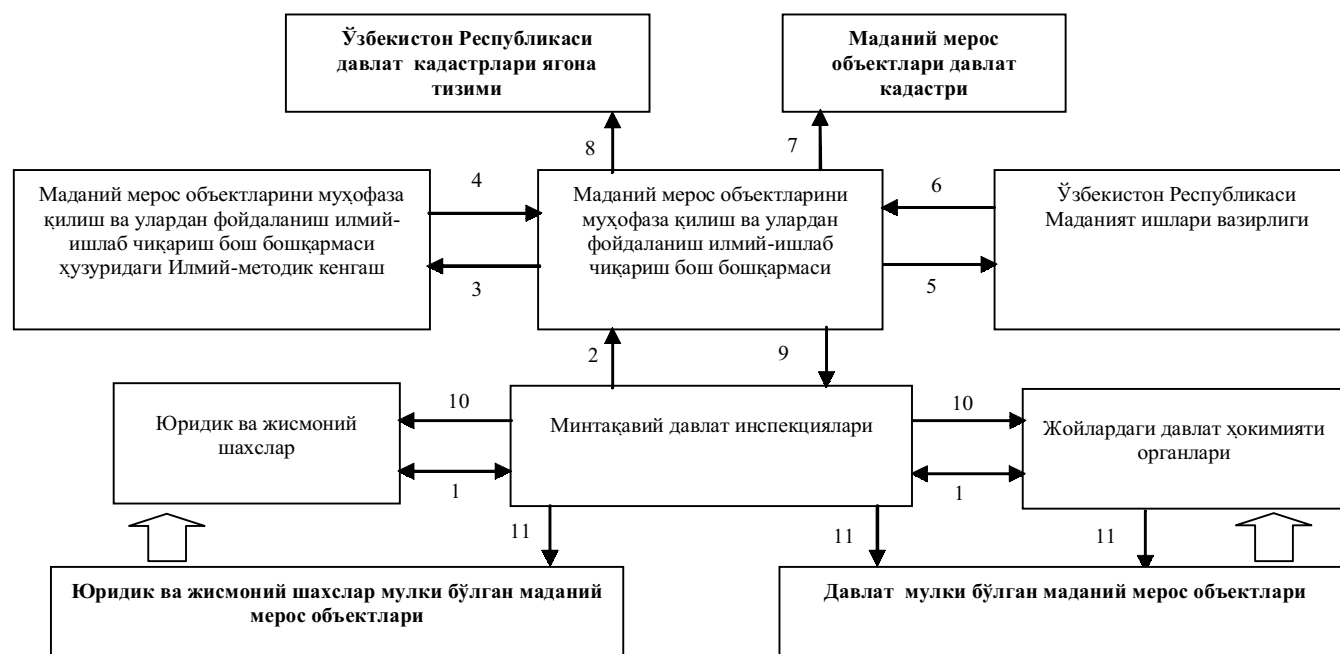 Ўзбекистон Республикаси
давлат кадастрлари ягона
тизими
Маданий мерос
объектлари давлат
кадастри
8
7
Маданий мерос объектларини муҳофаза
қилиш ва улардан фойдаланиш илмий-
ишлаб чиқариш бош бошқармаси
ҳузуридаги Илмий-методик кенгаш
4
3
Маданий мерос объектларини
муҳофаза қилиш ва улардан
фойдаланиш илмий-ишлаб
чиқариш бош бошқармаси
6
5
Ўзбекистон Республикаси
Маданият ишлари вазирлиги
2
9
Юридик ва жисмоний
шахслар
10
1
Минтақавий давлат инспекциялари
10
1
Жойлардаги давлат ҳокимияти
органлари
11
11
11
Юридик ва жисмоний шахслар мулки бўлган маданий
мерос объектлари
Давлат мулки бўлган маданий мерос объектлари